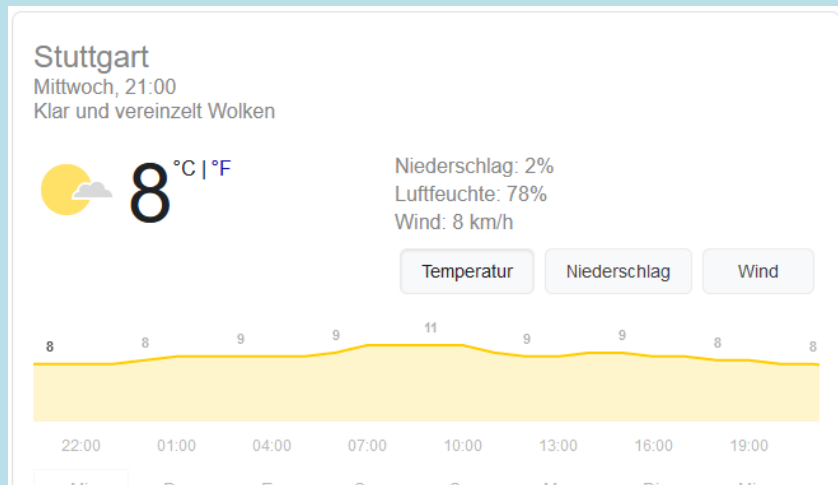 Stuttgart
Mittwoch, 21:00
Klar und vereinzelt Wolken
8 °C | °F
Niederschlag: 2%
Luftfeuchte: 78%
Wind: 8 km/h
Temperatur Niederschlag Wind
8 8 9 9 11 9 9 8 8
22:00 01:00 04:00 07:00 10:00 13:00 16:00 19:00